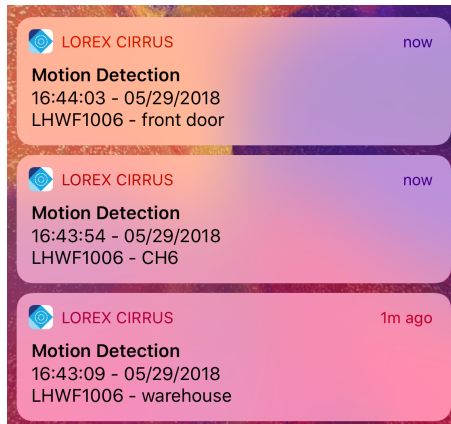 LOREX CIRRUS now
Motion Detection
16:44:03 - 05/29/2018
LHWF1006 - front door
LOREX CIRRUS now
Motion Detection
16:43:54 - 05/29/2018
LHWF1006 - CH6
LOREX CIRRUS 1m ago
Motion Detection
16:43:09 - 05/29/2018
LHWF1006 - warehouse